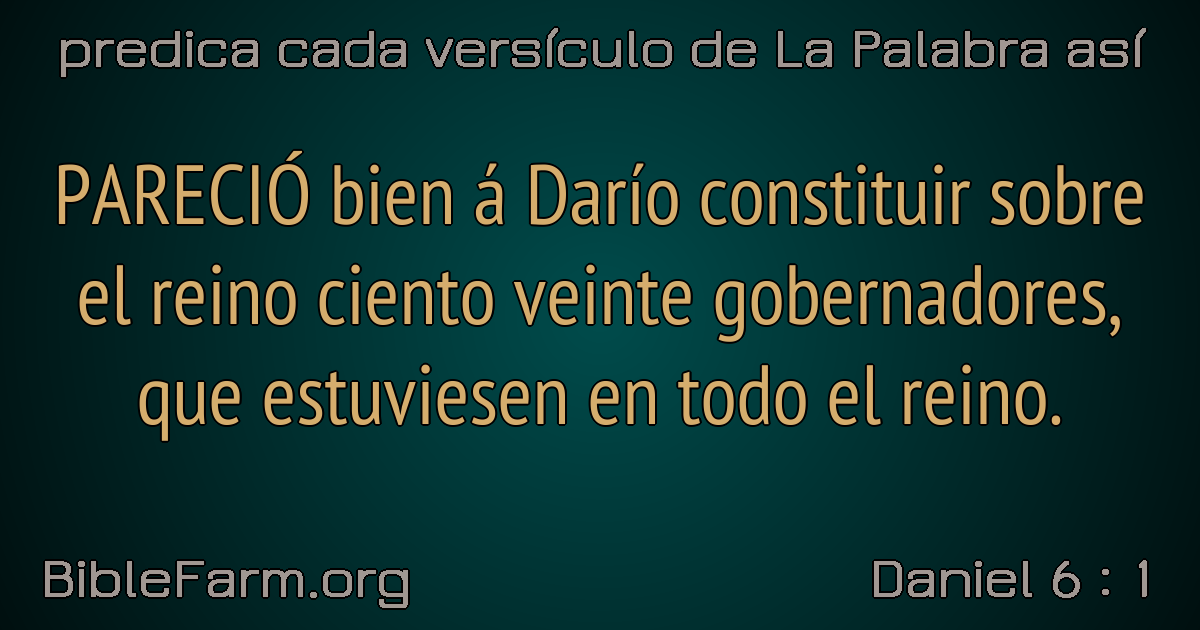 predica cada versículo de La Palabra así
PARECIÓ bien á Darío constituir sobre
el reino ciento veinte gobernadores,
que estuviesen en todo el reino.
BibleFarm.org
Daniel 6 : 1